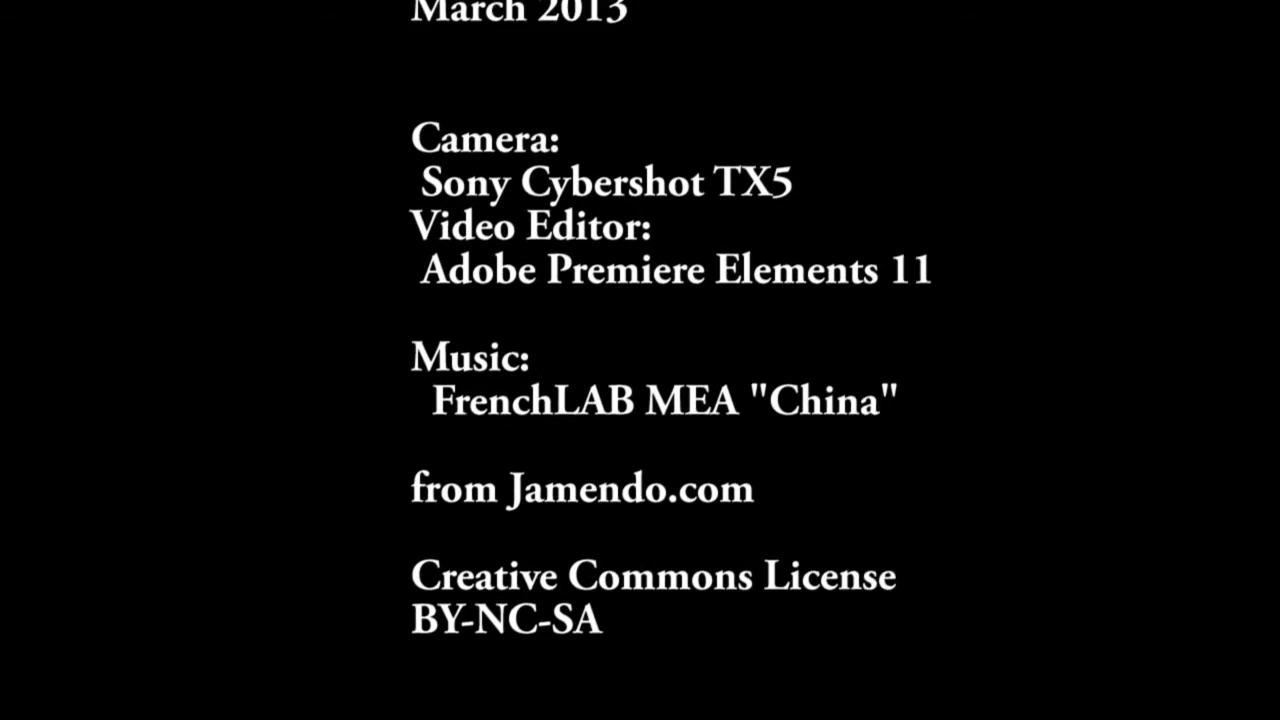 March 2013
Camera:
Sony Cybershot TX5
Video Editor:
Adobe Premiere Elements 11
Music:
FrenchLAB MEA "China"
from Jamendo.com
Creative Commons License
BY-NC-SA